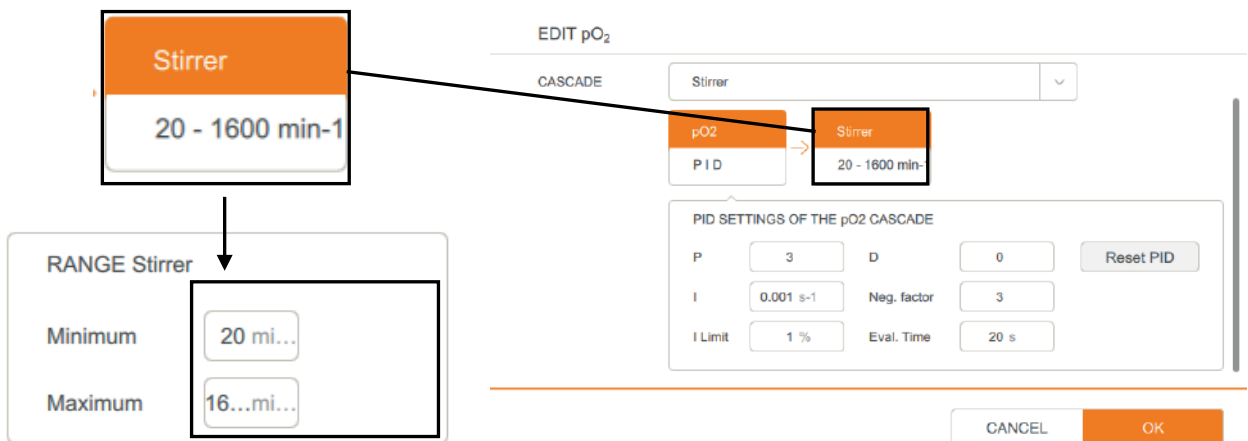 Stirrer
20 - 1600 min-1
RANGE Stirrer
Minimum 20 mi...
Maximum 16...mi...
EDIT pO2
CASCADE Stirrer
pO2 Stirrer
P I D 20 - 1600 min-1
PID SETTINGS OF THE pO2 CASCADE
P 3 D 0 Reset PID
I 0.001 s-1 Neg. factor 3
I Limit 1 % Eval. Time 20 s
CANCEL OK